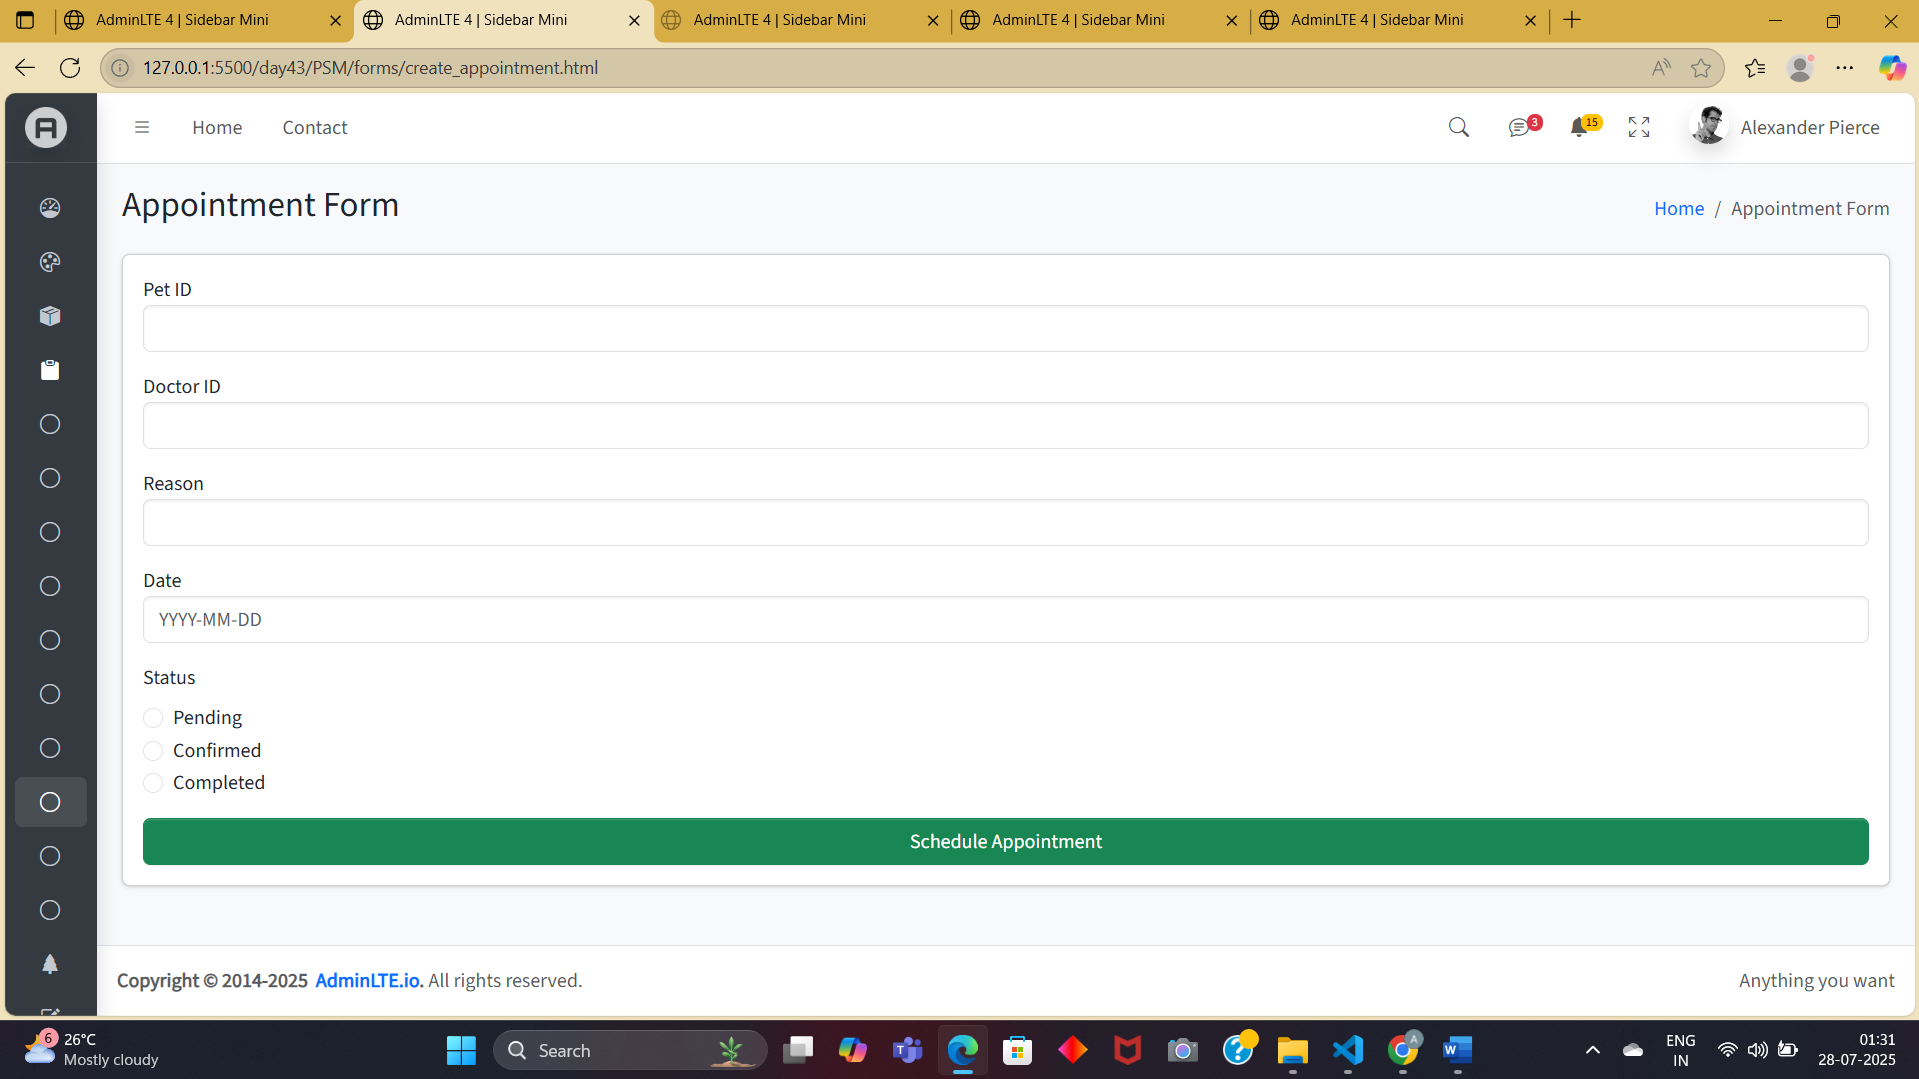 AdminLTE 4 | Sidebar Mini
AdminLTE 4 | Sidebar Mini
AdminLTE 4 | Sidebar Mini
AdminLTE 4 | Sidebar Mini
AdminLTE 4 | Sidebar Mini
127.0.0.1:5500/day43/PSM/forms/create_appointment.html
Home Contact
3
15
Alexander Pierce
Appointment Form
Home / Appointment Form
Pet ID
Doctor ID
Reason
Date
YYYY-MM-DD
Status
Pending
Confirmed
Completed
Schedule Appointment
Copyright © 2014-2025 AdminLTE.io. All rights reserved.
Anything you want
6
26°C
Mostly cloudy
Search
ENG
IN
01:31
28-07-2025